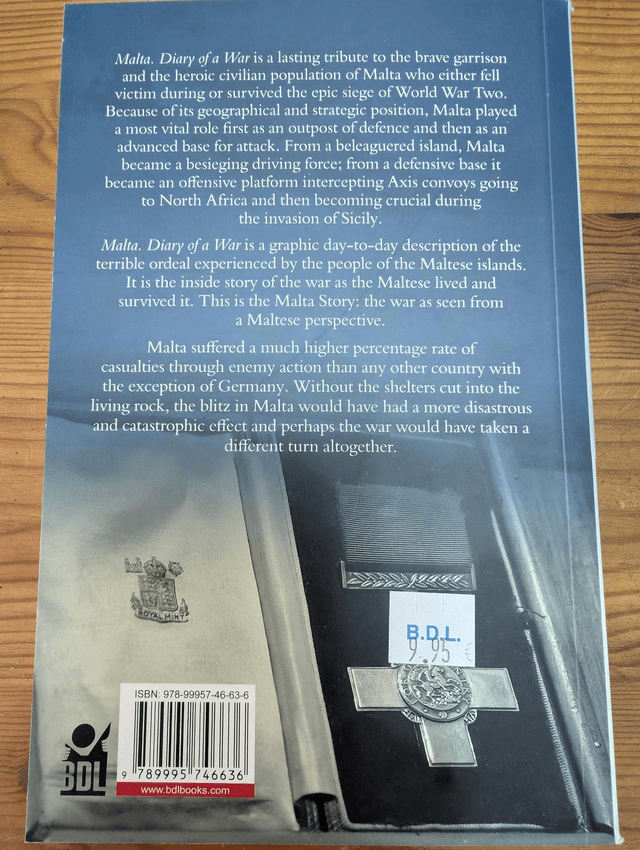 Malta. Diary of a War is a lasting tribute to the brave garrison
and the heroic civilian population of Malta who either fell
victim during or survived the epic siege of World War Two.
Because of its geographical and strategic position, Malta played
a most vital role first as an outpost of defence and then as an
advanced base for attack. From a beleaguered island, Malta
became a besieging driving force; from a defensive base it
became an offensive platform intercepting Axis convoys going
to North Africa and then becoming crucial during
the invasion of Sicily.
Malta. Diary of a War is a graphic day-to-day description of the
terrible ordeal experienced by the people of the Maltese islands.
It is the inside story of the war as the Maltese lived and
survived it. This is the Malta Story: the war as seen from
a Maltese perspective.
Malta suffered a much higher percentage rate of
casualties through enemy action than any other country with
the exception of Germany. Without the shelters cut into the
living rock, the blitz in Malta would have had a more disastrous
and catastrophic effect and perhaps the war would have taken a
different turn altogether.
ROYAL MINT
B.D.L.
9.95 €
ISBN: 978-99957-46-63-6
9 789995 746636
www.bdlbooks.com
BDL